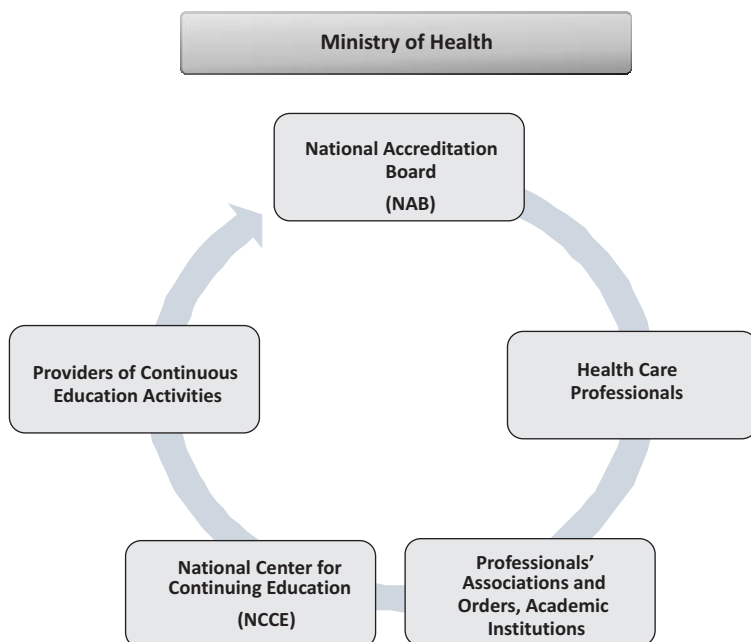 Ministry of Health
National Accreditation
Board
(NAB)
Health Care
Professionals
Professionals’
Associations and
Orders, Academic
Institutions
National Center for
Continuing Education
(NCCE)
Providers of Continuous
Education Activities